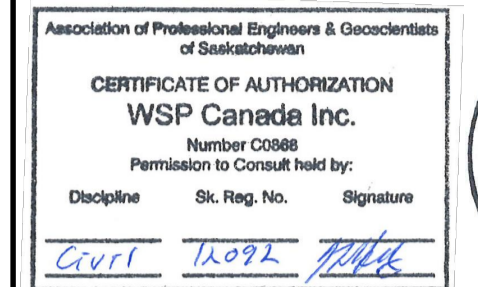 Association of Professional Engineers & Geoscientists
of Saskatchewan
CERTIFICATE OF AUTHORIZATION
WSP Canada Inc.
Number C0868
Permission to Consult held by:
Discipline Sk. Reg. No. Signature
Civil 12092